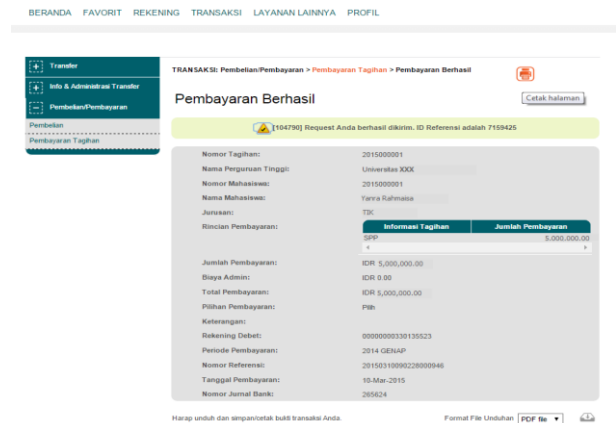 BERANDA FAVORIT REKENING TRANSAKSI LAYANAN LAINNYA PROFIL
Transfer
Info & Administrasi Transfer
Pembelian/Pembayaran
Pembelian
Pembayaran Tagihan
TRANSAKSI: Pembelian/Pembayaran > Pembayaran Tagihan > Pembayaran Berhasil
Pembayaran Berhasil
Cetak halaman
[104790] Request Anda berhasil dikirim. ID Referensi adalah 7159425
Nomor Tagihan: 2015000001
Nama Perguruan Tinggi: Universitas XXX
Nomor Mahasiswa: 2015000001
Nama Mahasiswa: Yanra Rahmaisa
Jurusan: TIK
Rincian Pembayaran: Informasi Tagihan Jumlah Pembayaran
SPP 5.000.000.00
Jumlah Pembayaran: IDR 5,000,000.00
Biaya Admin: IDR 0.00
Total Pembayaran: IDR 5,000,000.00
Pilihan Pembayaran: Pilih
Keterangan:
Rekening Debet: 00000000330135523
Periode Pembayaran: 2014 GENAP
Nomor Referensi: 20150310090228000946
Tanggal Pembayaran: 10-Mar-2015
Nomor Jurnal Bank: 265624
Harap unduh dan simpan/cetak bukti transaksi Anda. Format File Unduhan PDF file